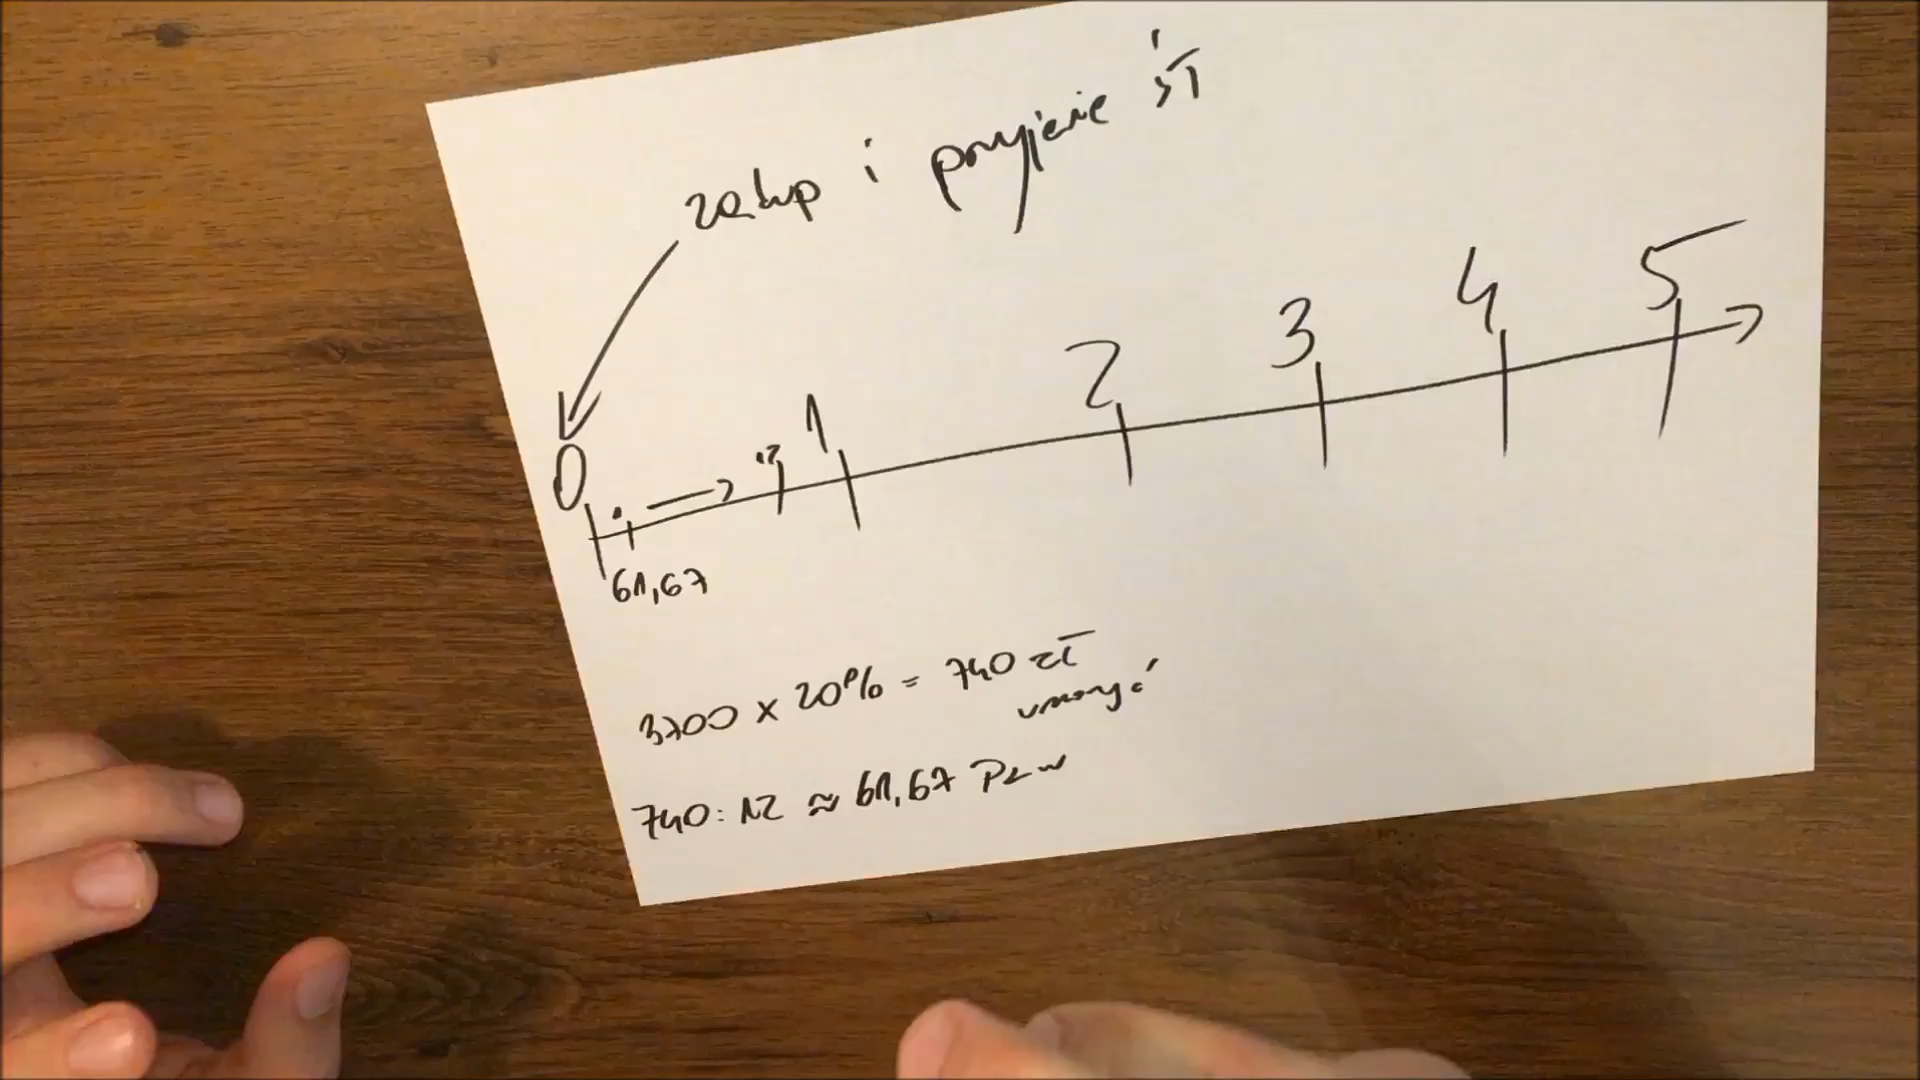 zakup i przyjęcie ŚT
0 12 1 2 3 4 5
61,67
3700 x 20% = 740 zł
740 : 12 ≈ 61,67 PLN